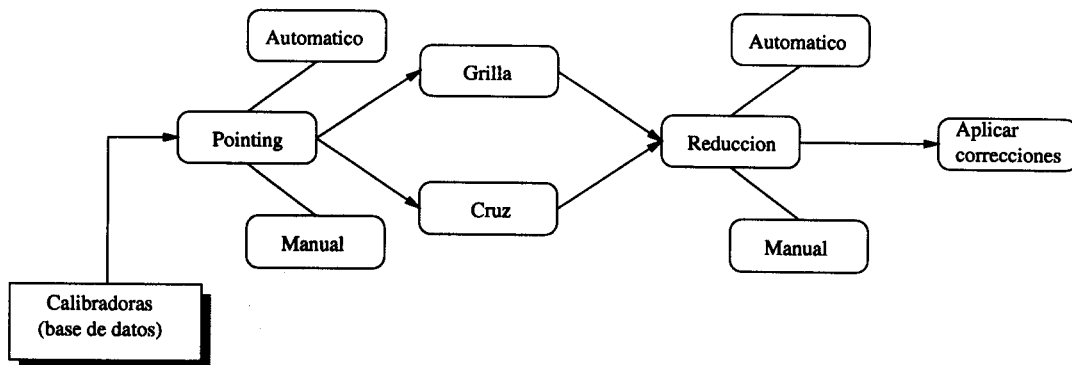 Automatico
Grilla
Pointing
Cruz
Manual
Calibradoras
(base de datos)
Automatico
Reduccion
Manual
Aplicar
correcciones